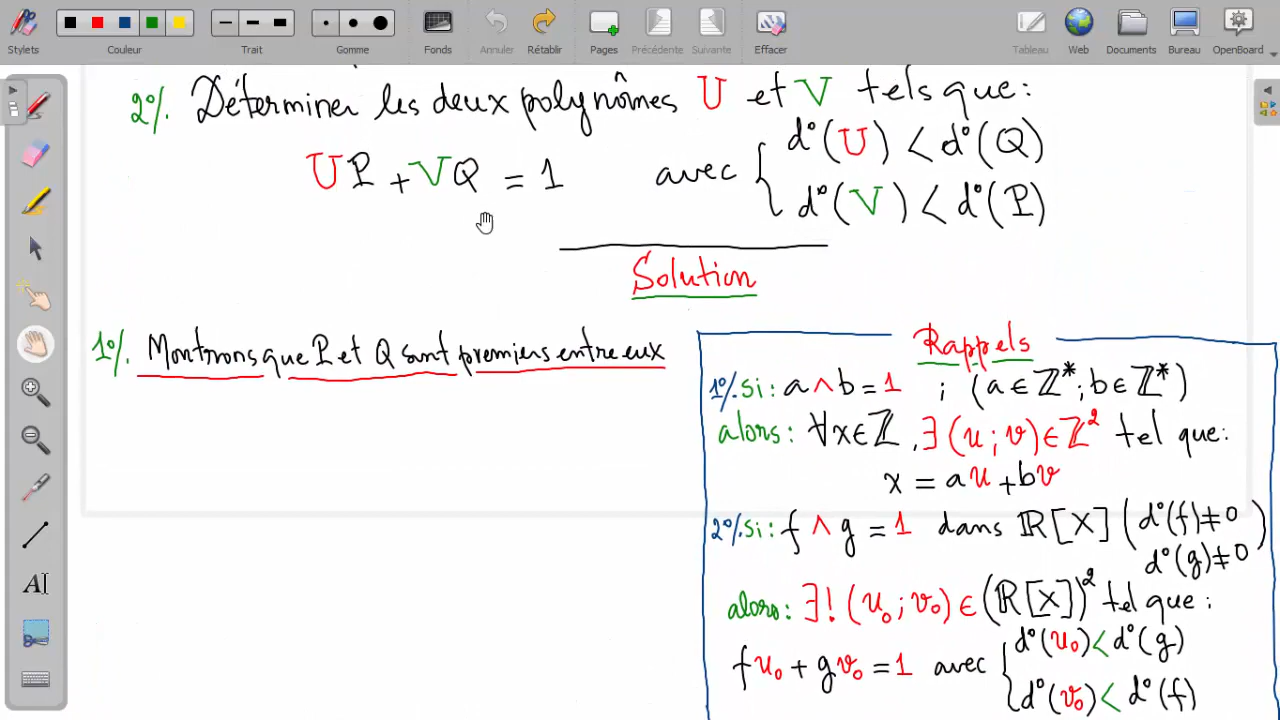 Stylets Couleur Trait Gomme Fonds Annuler Rétablir Pages Précédente Suivante Effacer Tableau Web Documents Bureau OpenBoard
2°/. Déterminer les deux polynômes U et V tels que:
UP + VQ = 1 avec { d°(U) < d°(Q)
d°(V) < d°(P)
Solution
1°/. Montrons que P et Q sont premiers entre eux
Rappels
1°/. si: a ∧ b = 1 ; (a ∈ ℤ*; b ∈ ℤ*)
alors: ∀x ∈ ℤ, ∃ (u; v) ∈ ℤ² tel que:
x = au + bv
2°/. si: f ∧ g = 1 dans ℝ[X] (d°(f) ≠ 0
d°(g) ≠ 0)
alors: ∃! (u₀; v₀) ∈ (ℝ[X])² tel que:
fu₀ + gv₀ = 1 avec { d°(u₀) < d°(g)
d°(v₀) < d°(f)